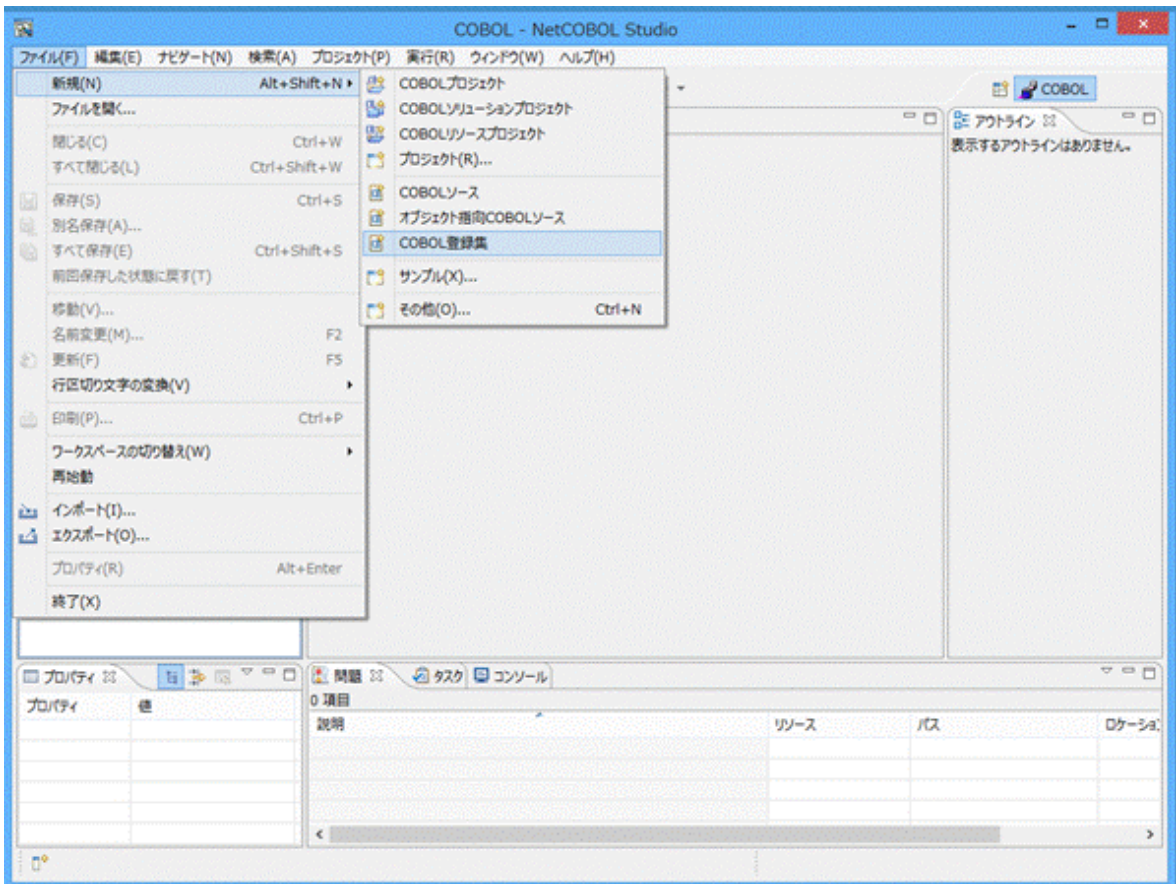 COBOL - NetCOBOL Studio
ファイル(F) 編集(E) ナビゲート(N) 検索(A) プロジェクト(P) 実行(R) ウィンドウ(W) ヘルプ(H)
新規(N) Alt+Shift+N
ファイルを開く...
閉じる(C) Ctrl+W
すべて閉じる(L) Ctrl+Shift+W
保存(S) Ctrl+S
別名保存(A)...
すべて保存(E) Ctrl+Shift+S
前回保存した状態に戻す(T)
移動(V)...
名前変更(M)... F2
更新(F) F5
行区切り文字の変換(V)
印刷(P)... Ctrl+P
ワークスペースの切り替え(W)
再始動
インポート(I)...
エクスポート(O)...
プロパティ(R) Alt+Enter
終了(X)
COBOLプロジェクト
COBOLソリューションプロジェクト
COBOLリソースプロジェクト
プロジェクト(R)...
COBOLソース
オブジェクト指向COBOLソース
COBOL登録集
サンプル(X)...
その他(O)... Ctrl+N
COBOL
アウトライン
表示するアウトラインはありません。
プロパティ
プロパティ 値
問題 タスク コンソール
0 項目
説明 リソース パス ロケーション